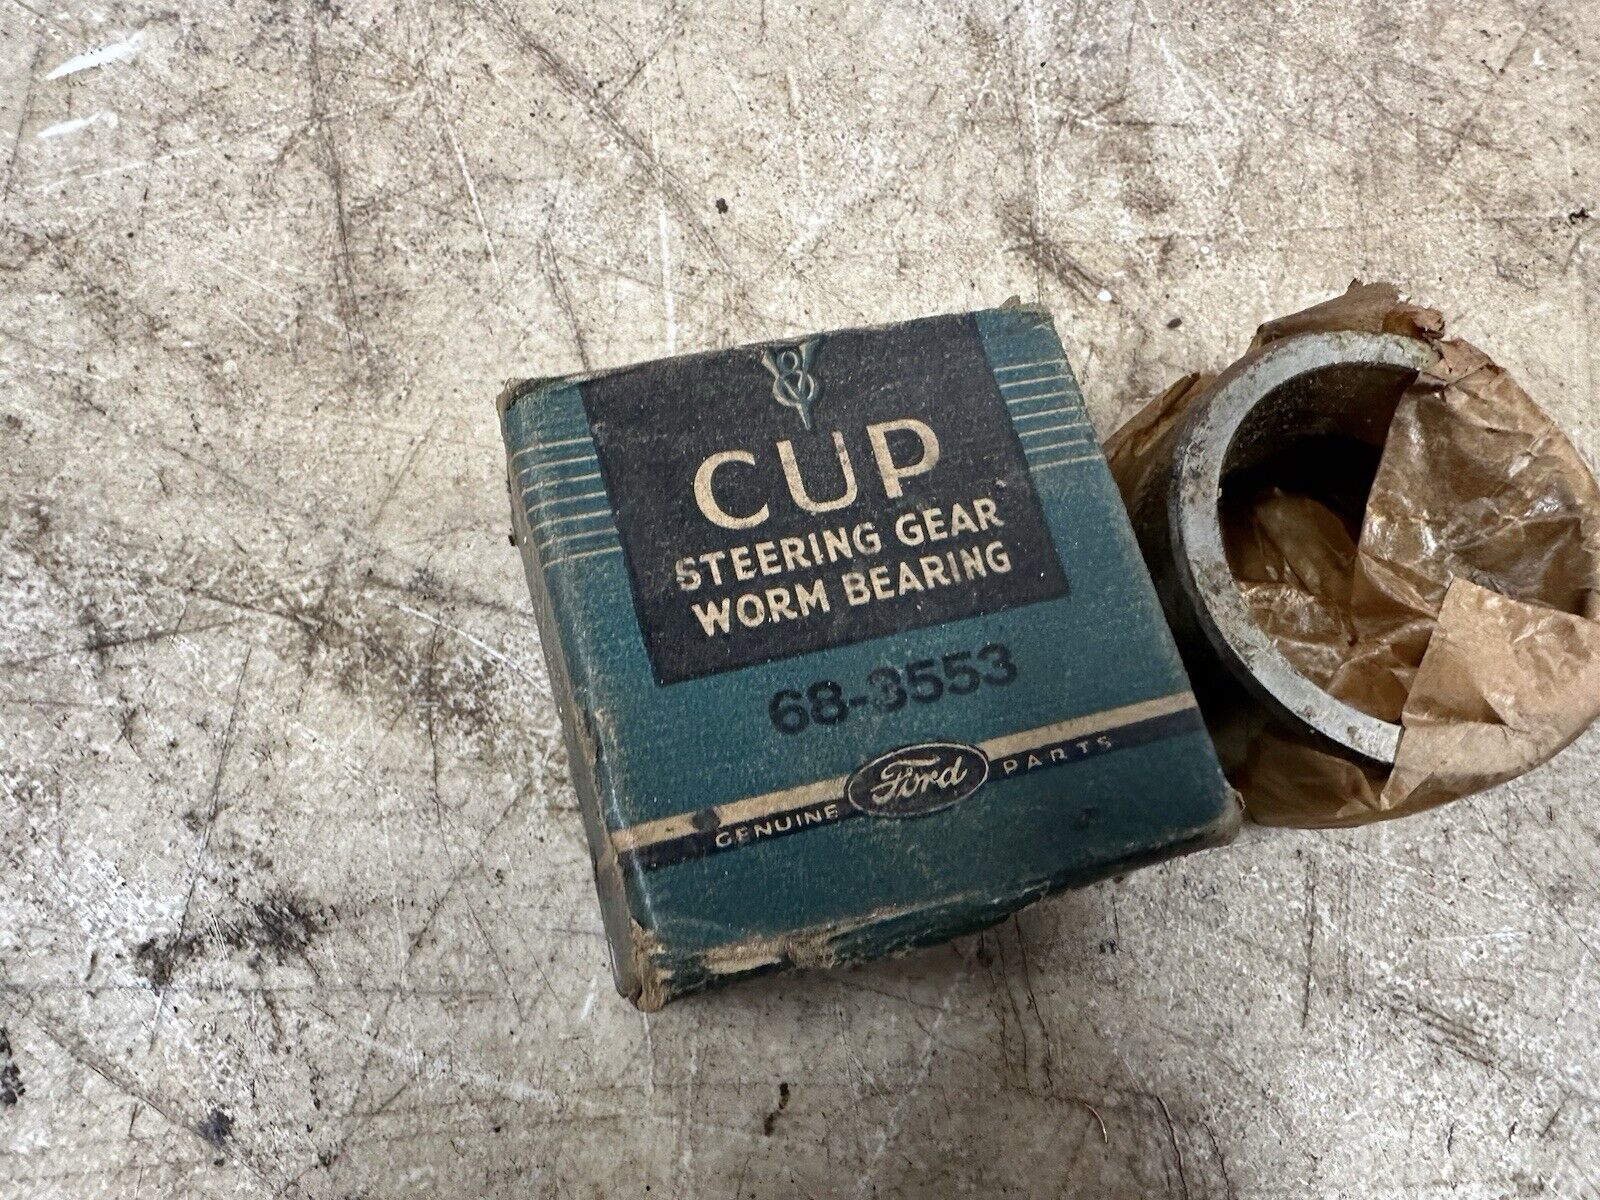 V8
CUP
STEERING GEAR
WORM BEARING
68-3553
GENUINE Ford PARTS